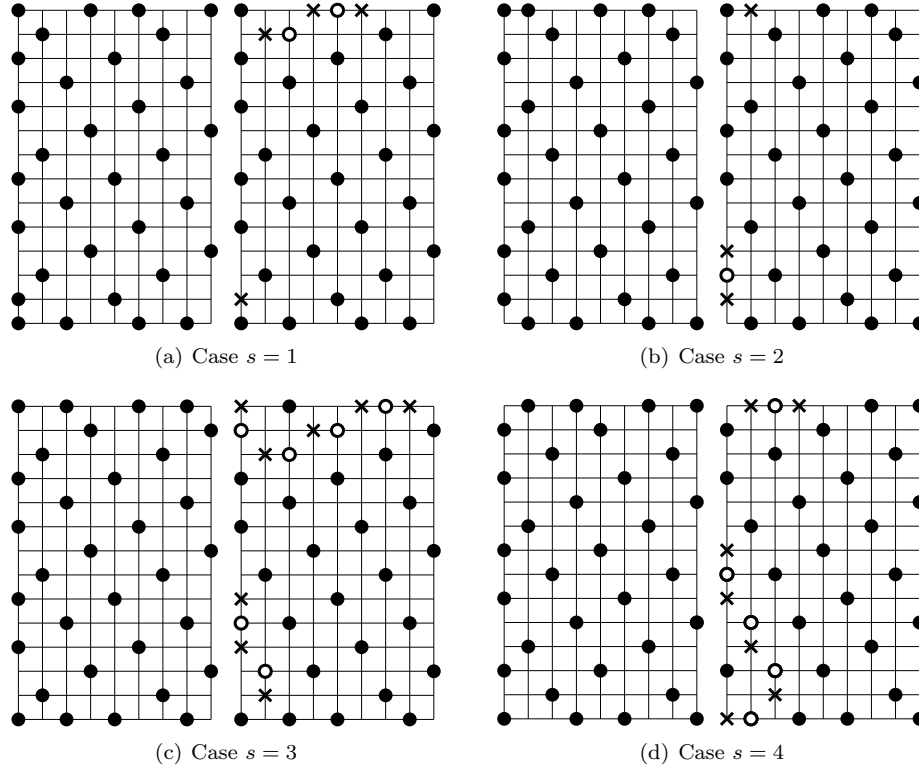 (a) Case s = 1
(b) Case s = 2
(c) Case s = 3
(d) Case s = 4